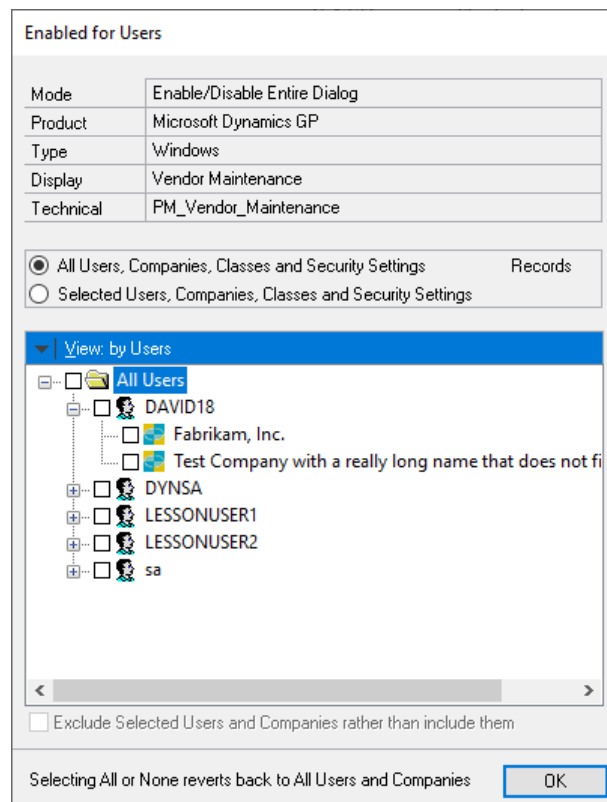 Enabled for Users
Mode Enable/Disable Entire Dialog
Product Microsoft Dynamics GP
Type Windows
Display Vendor Maintenance
Technical PM_Vendor_Maintenance
All Users, Companies, Classes and Security Settings Records
Selected Users, Companies, Classes and Security Settings
View: by Users
All Users
DAVID18
Fabrikam, Inc.
Test Company with a really long name that does not fi
DYNSA
LESSONUSER1
LESSONUSER2
sa
Exclude Selected Users and Companies rather than include them
Selecting All or None reverts back to All Users and Companies OK